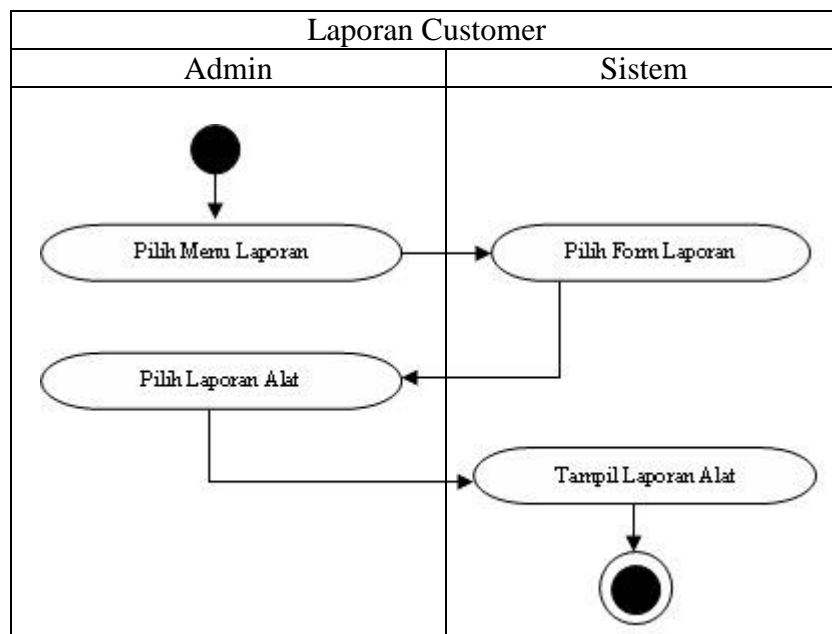 Laporan Customer
Admin
Sistem
Pilih Menu Laporan
Pilih Form Laporan
Pilih Laporan Alat
Tampil Laporan Alat